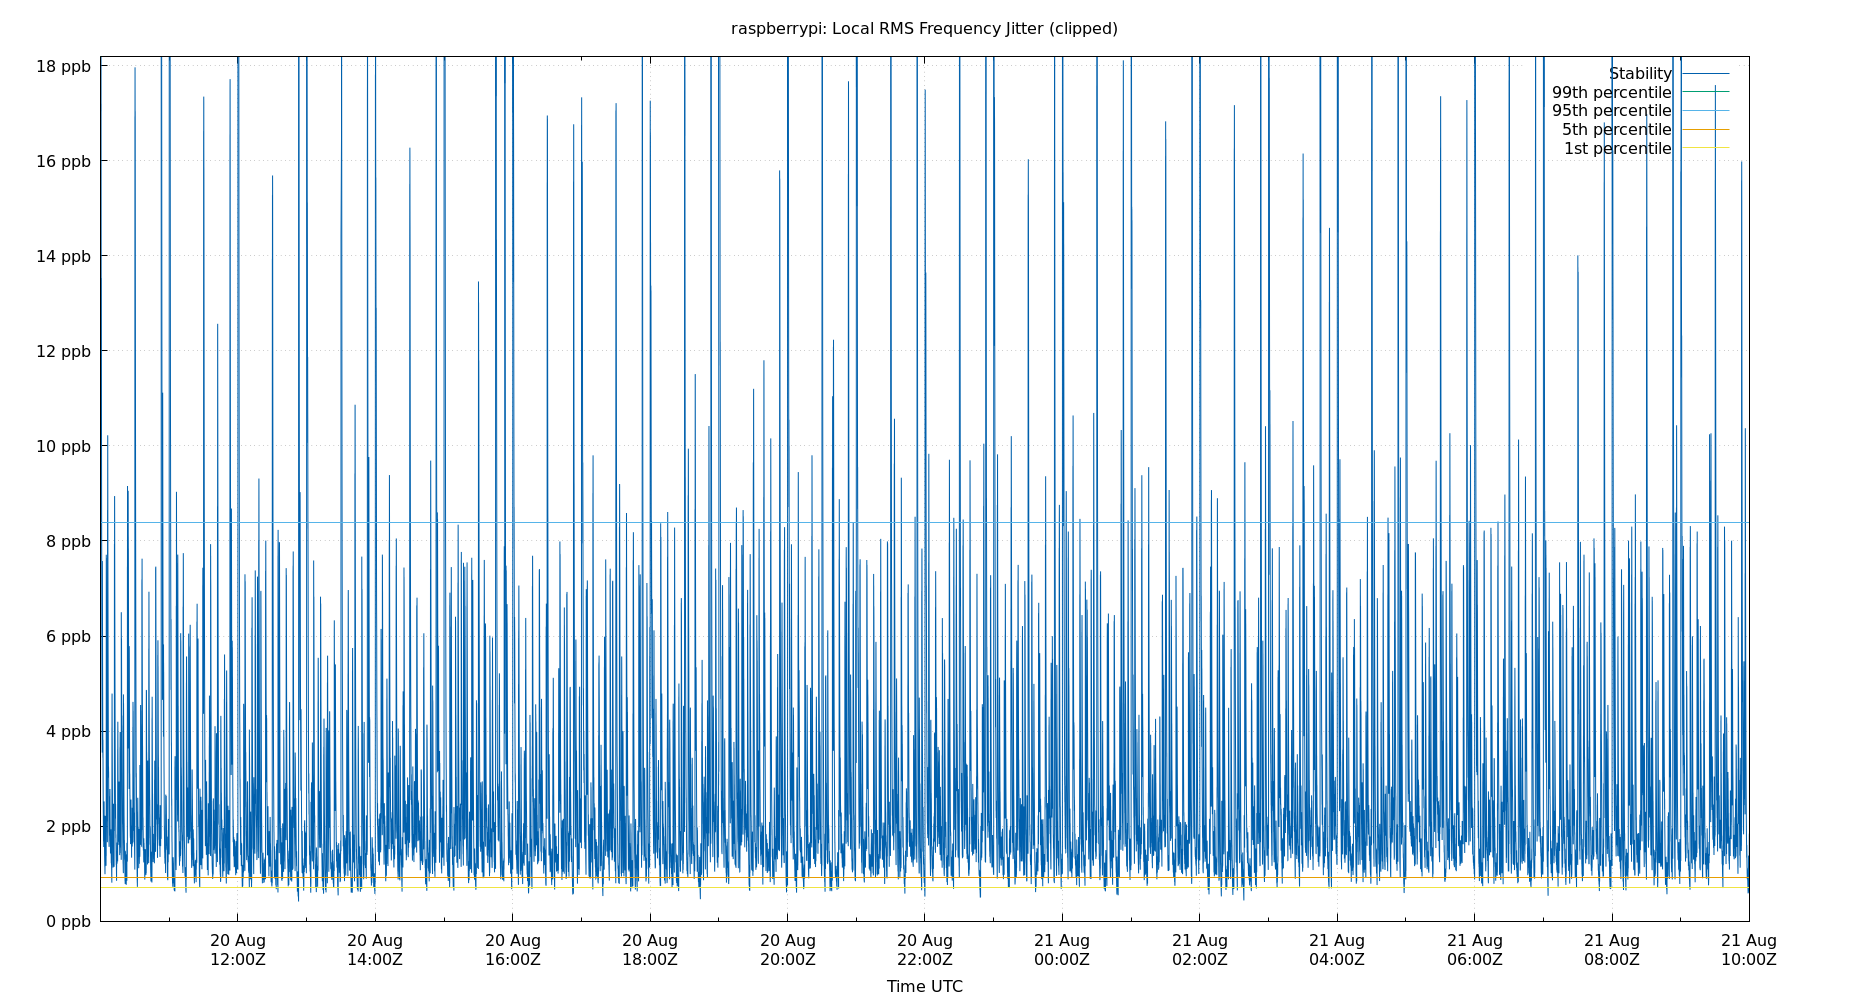 raspberrypi: Local RMS Frequency Jitter (clipped)
18 ppb
16 ppb
14 ppb
12 ppb
10 ppb
8 ppb
6 ppb
4 ppb
2 ppb
0 ppb
Stability
99th percentile
95th percentile
5th percentile
1st percentile
20 Aug 20 Aug 20 Aug 20 Aug 20 Aug 20 Aug 21 Aug 21 Aug 21 Aug 21 Aug 21 Aug 21 Aug
12:00Z 14:00Z 16:00Z 18:00Z 20:00Z 22:00Z 00:00Z 02:00Z 04:00Z 06:00Z 08:00Z 10:00Z
Time UTC